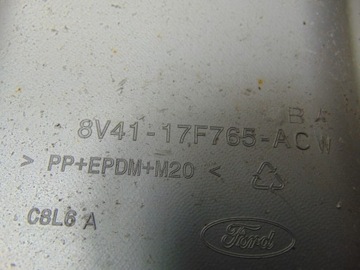 B +
8V41-17F765-ACW
> PP+EPDM+M20 <
C8L8 A
Ford